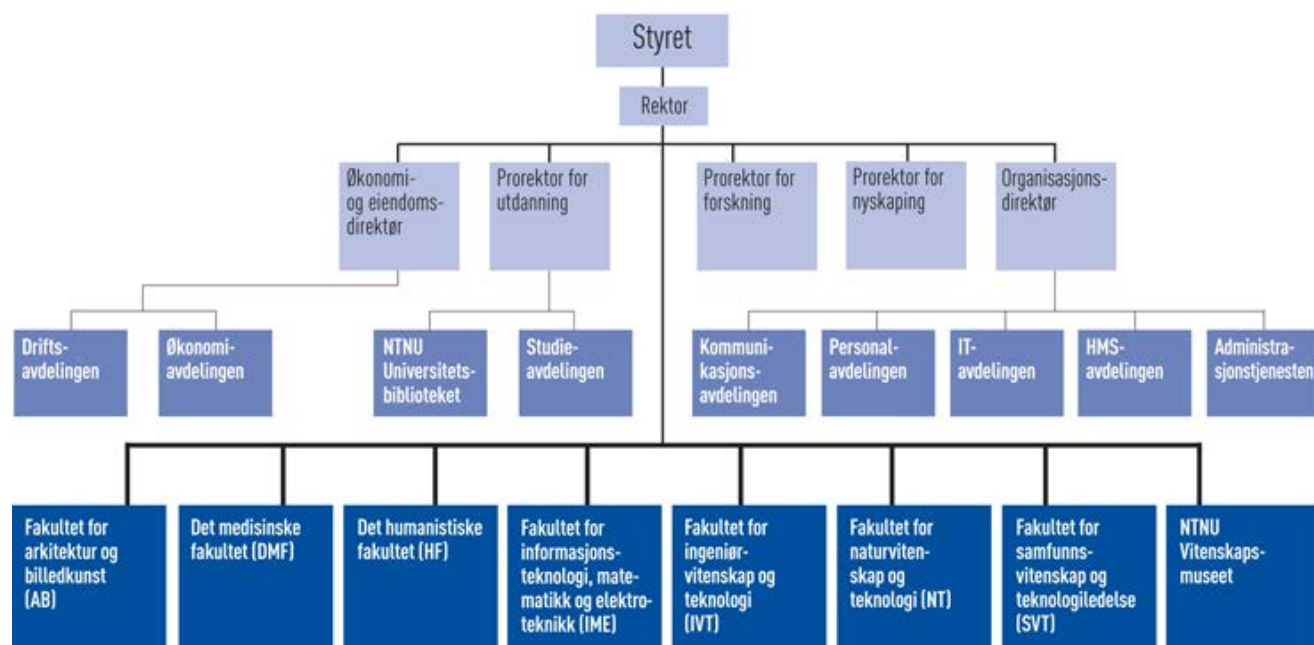 Styret
Rektor
Økonomi-
og eiendoms-
direktør
Prorektor for
utdanning
Prorektor for
forskning
Prorektor for
nyskaping
Organisasjons-
direktør
Drifts-
avdelingen
Økonomi-
avdelingen
NTNU
Universitets-
biblioteket
Studie-
avdelingen
Kommuni-
kasjons-
avdelingen
Personal-
avdelingen
IT-
avdelingen
HMS-
avdelingen
Administra-
sjonstjenesten
Fakultet for
arkitektur og
billedkunst
(AB)
Det medisinske
fakultet (DMF)
Det humanistiske
fakultet (HF)
Fakultet for
informasjons-
teknologi, mate-
matikk og elektro-
teknikk (IME)
Fakultet for
ingeniør-
vitenskap og
teknologi
(IVT)
Fakultet for
naturviten-
skap og
teknologi (NT)
Fakultet for
samfunns-
vitenskap og
teknologiledelse
(SVT)
NTNU
Vitenskaps-
museet